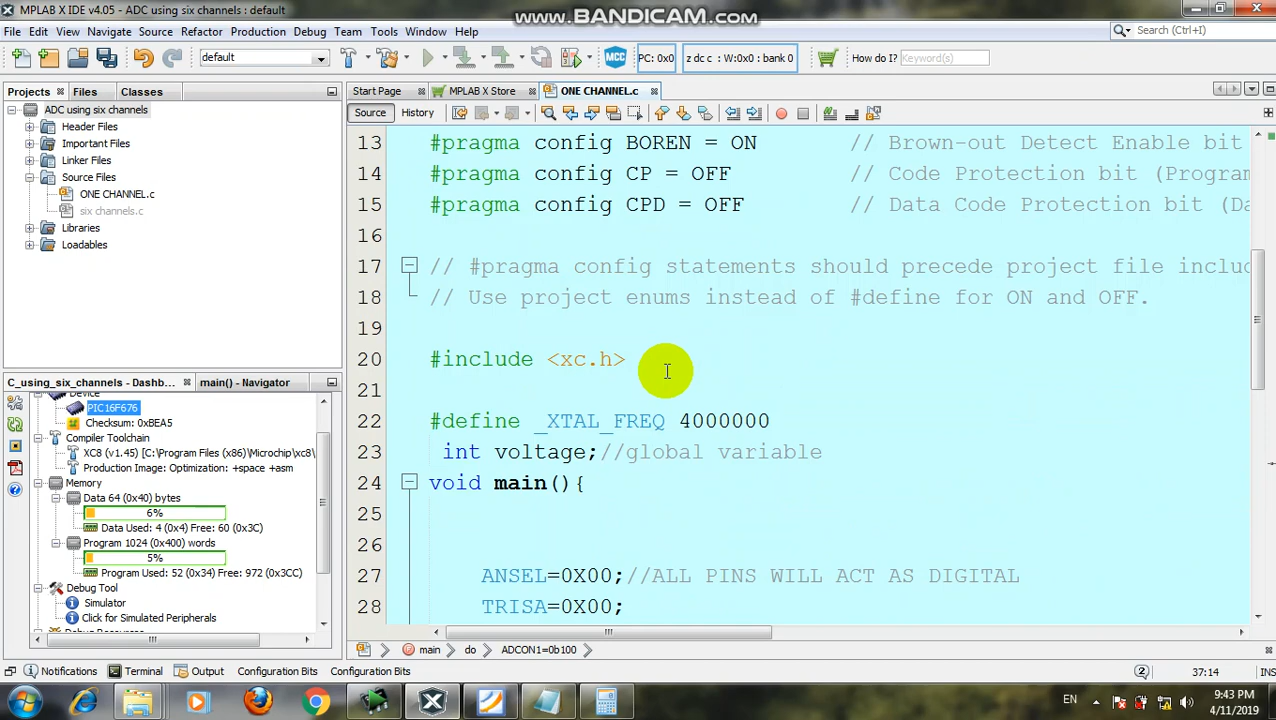 MPLAB X IDE v4.05 - ADC using six channels : default
www.BANDICAM.com
File Edit View Navigate Source Refactor Production Debug Team Tools Window Help
Search (Ctrl+I)
default
MCC
PC: 0x0
z dc c : W:0x0 : bank 0
How do I?
Keyword(s)
Projects
Files
Classes
ADC using six channels
Header Files
Important Files
Linker Files
Source Files
ONE CHANNEL.c
six channels.c
Libraries
Loadables
C_using_six_channels - Dashb...
main() - Navigator
Device
PIC16F676
Checksum: 0xBEA5
Compiler Toolchain
XC8 (v1.45) [C:\Program Files (x86)\Microchip\xc8\
Production Image: Optimization: +space +asm
Memory
Data 64 (0x40) bytes
6%
Data Used: 4 (0x4) Free: 60 (0x3C)
Program 1024 (0x400) words
5%
Program Used: 52 (0x34) Free: 972 (0x3CC)
Debug Tool
Simulator
Click for Simulated Peripherals
Start Page
MPLAB X Store
ONE CHANNEL.c
Source
History
13 #pragma config BOREN = ON // Brown-out Detect Enable bit
14 #pragma config CP = OFF // Code Protection bit (Program
15 #pragma config CPD = OFF // Data Code Protection bit (Da
16
17 // #pragma config statements should precede project file includ
18 // Use project enums instead of #define for ON and OFF.
19
20 #include <xc.h>
21
22 #define _XTAL_FREQ 4000000
23 int voltage;//global variable
24 void main(){
25
26
27 ANSEL=0X00;//ALL PINS WILL ACT AS DIGITAL
28 TRISA=0X00;
main
do
ADCON1=0b100
Notifications
Terminal
Output
Configuration Bits
Configuration Bits
37:14
INS
EN
9:43 PM
4/11/2019